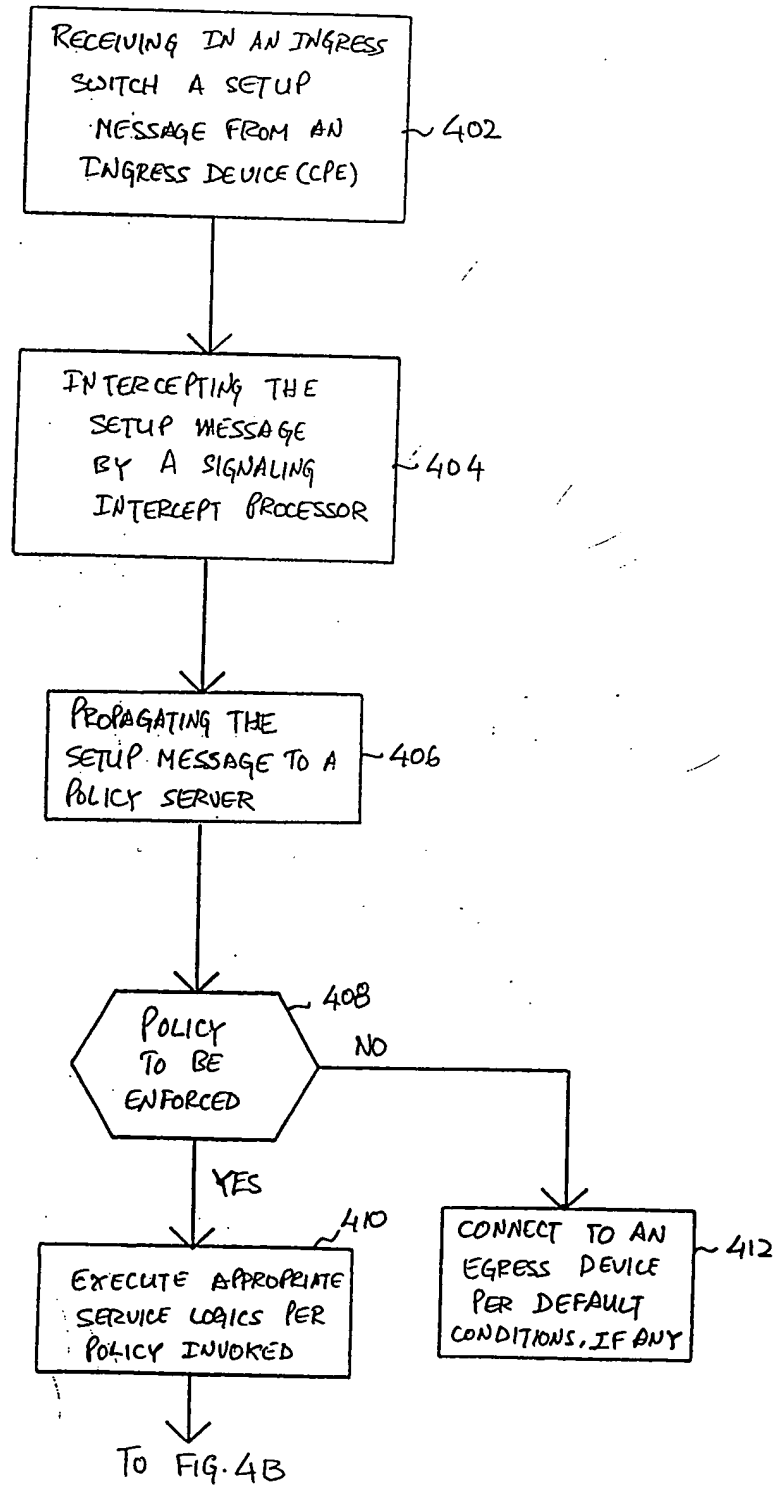 RECEIVING IN AN INGRESS
SWITCH A SETUP
MESSAGE FROM AN
INGRESS DEVICE (CPE)
402
INTERCEPTING THE
SETUP MESSAGE
BY A SIGNALING
INTERCEPT PROCESSOR
404
PROPAGATING THE
SETUP MESSAGE TO A
POLICY SERVER
406
408
POLICY
TO BE
ENFORCED
NO
YES
410
EXECUTE APPROPRIATE
SERVICE LOGICS PER
POLICY INVOKED
CONNECT TO AN
EGRESS DEVICE
PER DEFAULT
CONDITIONS, IF ANY
412
TO FIG. 4B